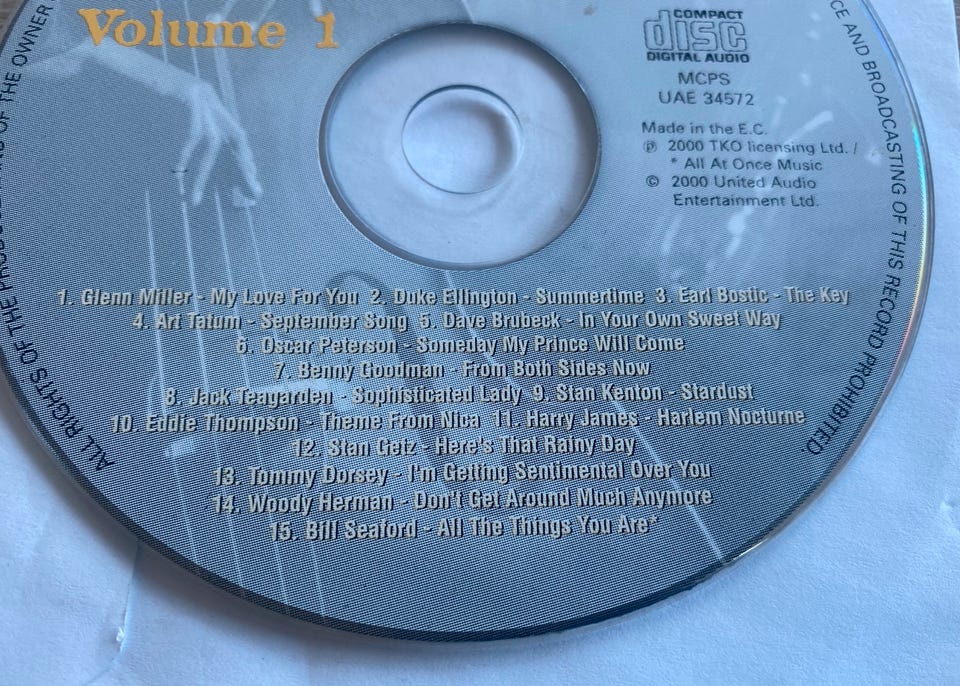 Volume 1
COMPACT
disc
DIGITAL AUDIO
MCPS
UAE 34572
Made in the E.C.
℗ 2000 TKO licensing Ltd. /
* All At Once Music
© 2000 United Audio
Entertainment Ltd.
1. Glenn Miller - My Love For You 2. Duke Ellington - Summertime 3. Earl Bostic - The Key
4. Art Tatum - September Song 5. Dave Brubeck - In Your Own Sweet Way
6. Oscar Peterson - Someday My Prince Will Come
7. Benny Goodman - From Both Sides Now
8. Jack Teagarden - Sophisticated Lady 9. Stan Kenton - Stardust
10. Eddie Thompson - Theme From Nica 11. Harry James - Harlem Nocturne
12. Stan Getz - Here's That Rainy Day
13. Tommy Dorsey - I'm Getting Sentimental Over You
14. Woody Herman - Don't Get Around Much Anymore
15. Bill Seaford - All The Things You Are*
ALL RIGHTS OF THE OF THE OWNER
CE AND BROADCASTING OF THIS RECORD PROHIBITED.